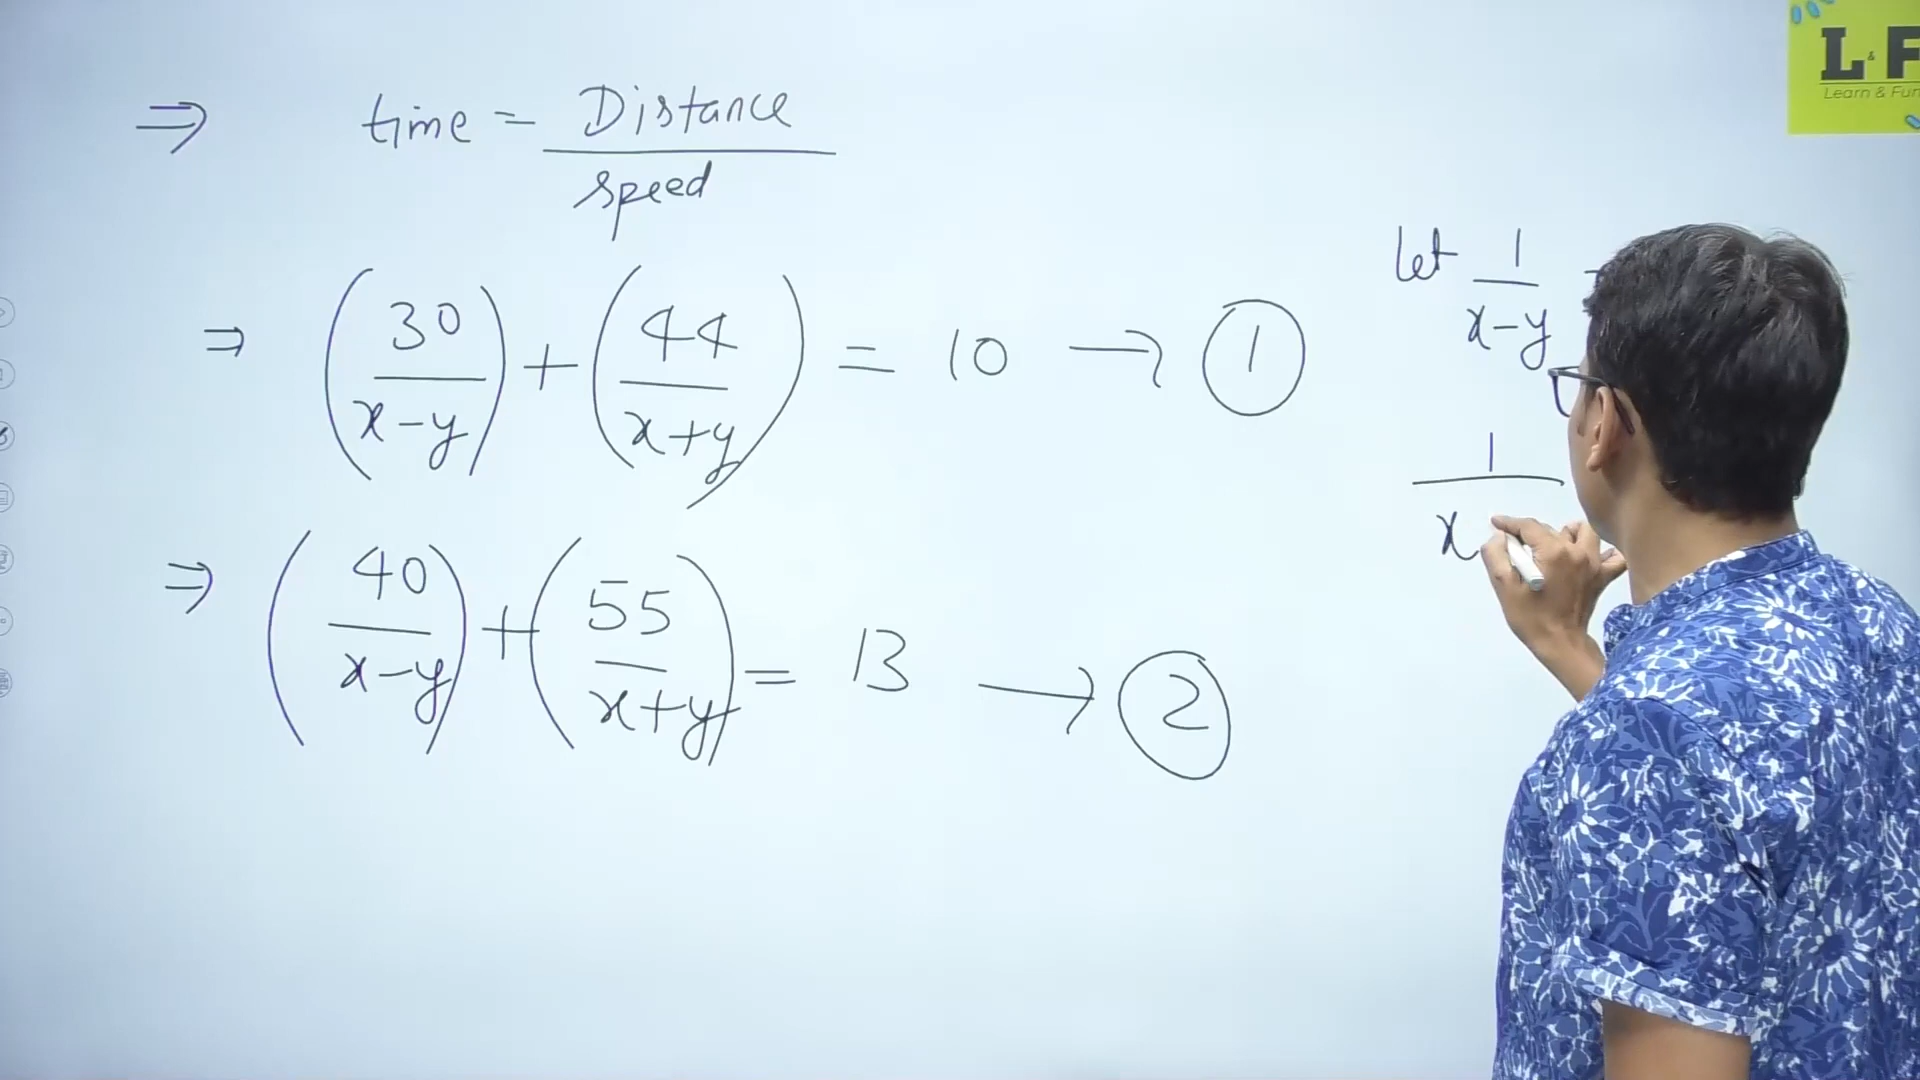 ⇒ time = Distance / speed
⇒ (30/(x-y)) + (44/(x+y)) = 10 → ①
⇒ (40/(x-y)) + (55/(x+y)) = 13 → ②
let 1/(x-y)
1/x
L & F
Learn & Fun